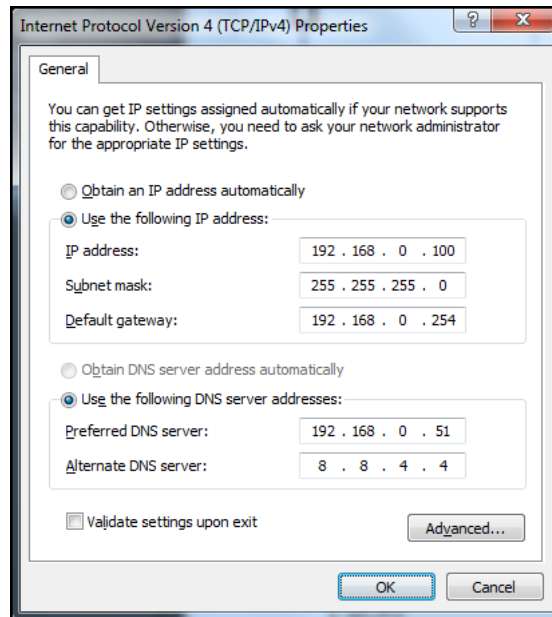 Internet Protocol Version 4 (TCP/IPv4) Properties
General
You can get IP settings assigned automatically if your network supports
this capability. Otherwise, you need to ask your network administrator
for the appropriate IP settings.
Obtain an IP address automatically
Use the following IP address:
IP address: 192 . 168 . 0 . 100
Subnet mask: 255 . 255 . 255 . 0
Default gateway: 192 . 168 . 0 . 254
Obtain DNS server address automatically
Use the following DNS server addresses:
Preferred DNS server: 192 . 168 . 0 . 51
Alternate DNS server: 8 . 8 . 4 . 4
Validate settings upon exit
Advanced...
OK Cancel